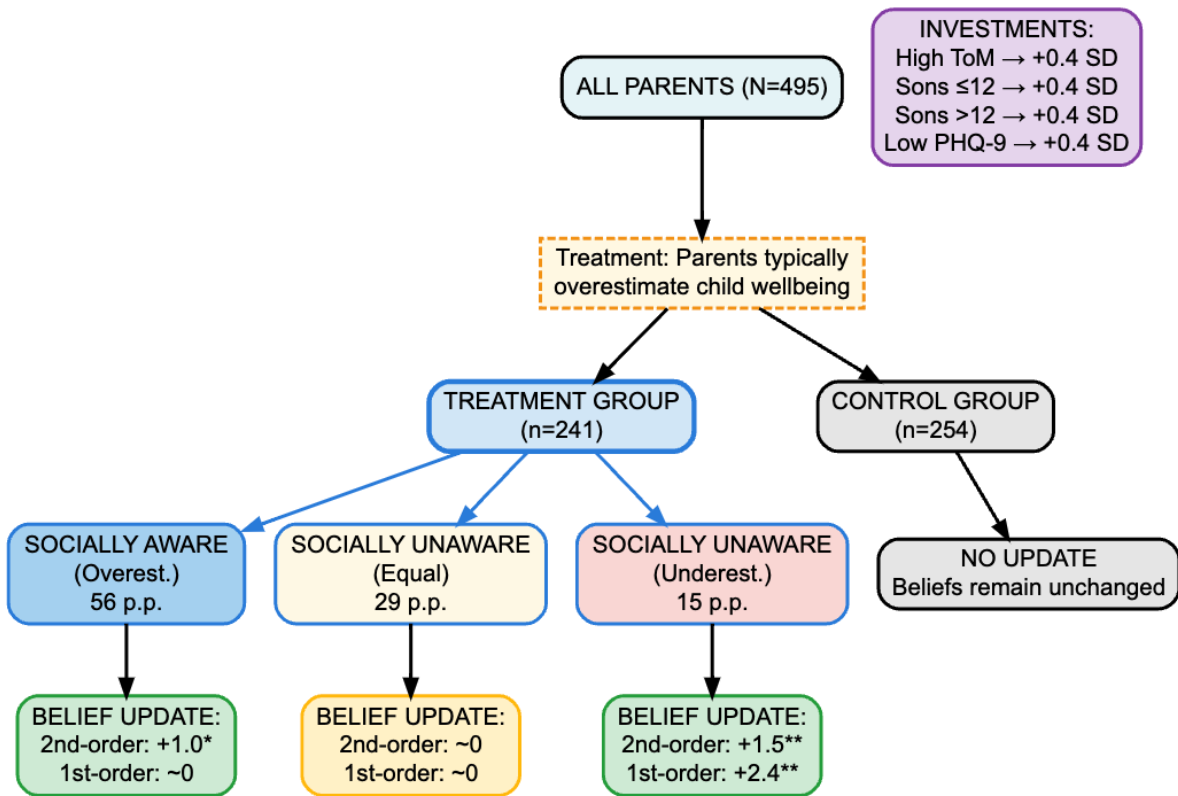 INVESTMENTS:
High ToM → +0.4 SD
Sons ≤12 → +0.4 SD
Sons >12 → +0.4 SD
Low PHQ-9 → +0.4 SD
ALL PARENTS (N=495)
Treatment: Parents typically
overestimate child wellbeing
TREATMENT GROUP
(n=241)
CONTROL GROUP
(n=254)
SOCIALLY AWARE
(Overest.)
56 p.p.
SOCIALLY UNAWARE
(Equal)
29 p.p.
SOCIALLY UNAWARE
(Underest.)
15 p.p.
NO UPDATE
Beliefs remain unchanged
BELIEF UPDATE:
2nd-order: +1.0*
1st-order: ~0
BELIEF UPDATE:
2nd-order: ~0
1st-order: ~0
BELIEF UPDATE:
2nd-order: +1.5**
1st-order: +2.4**